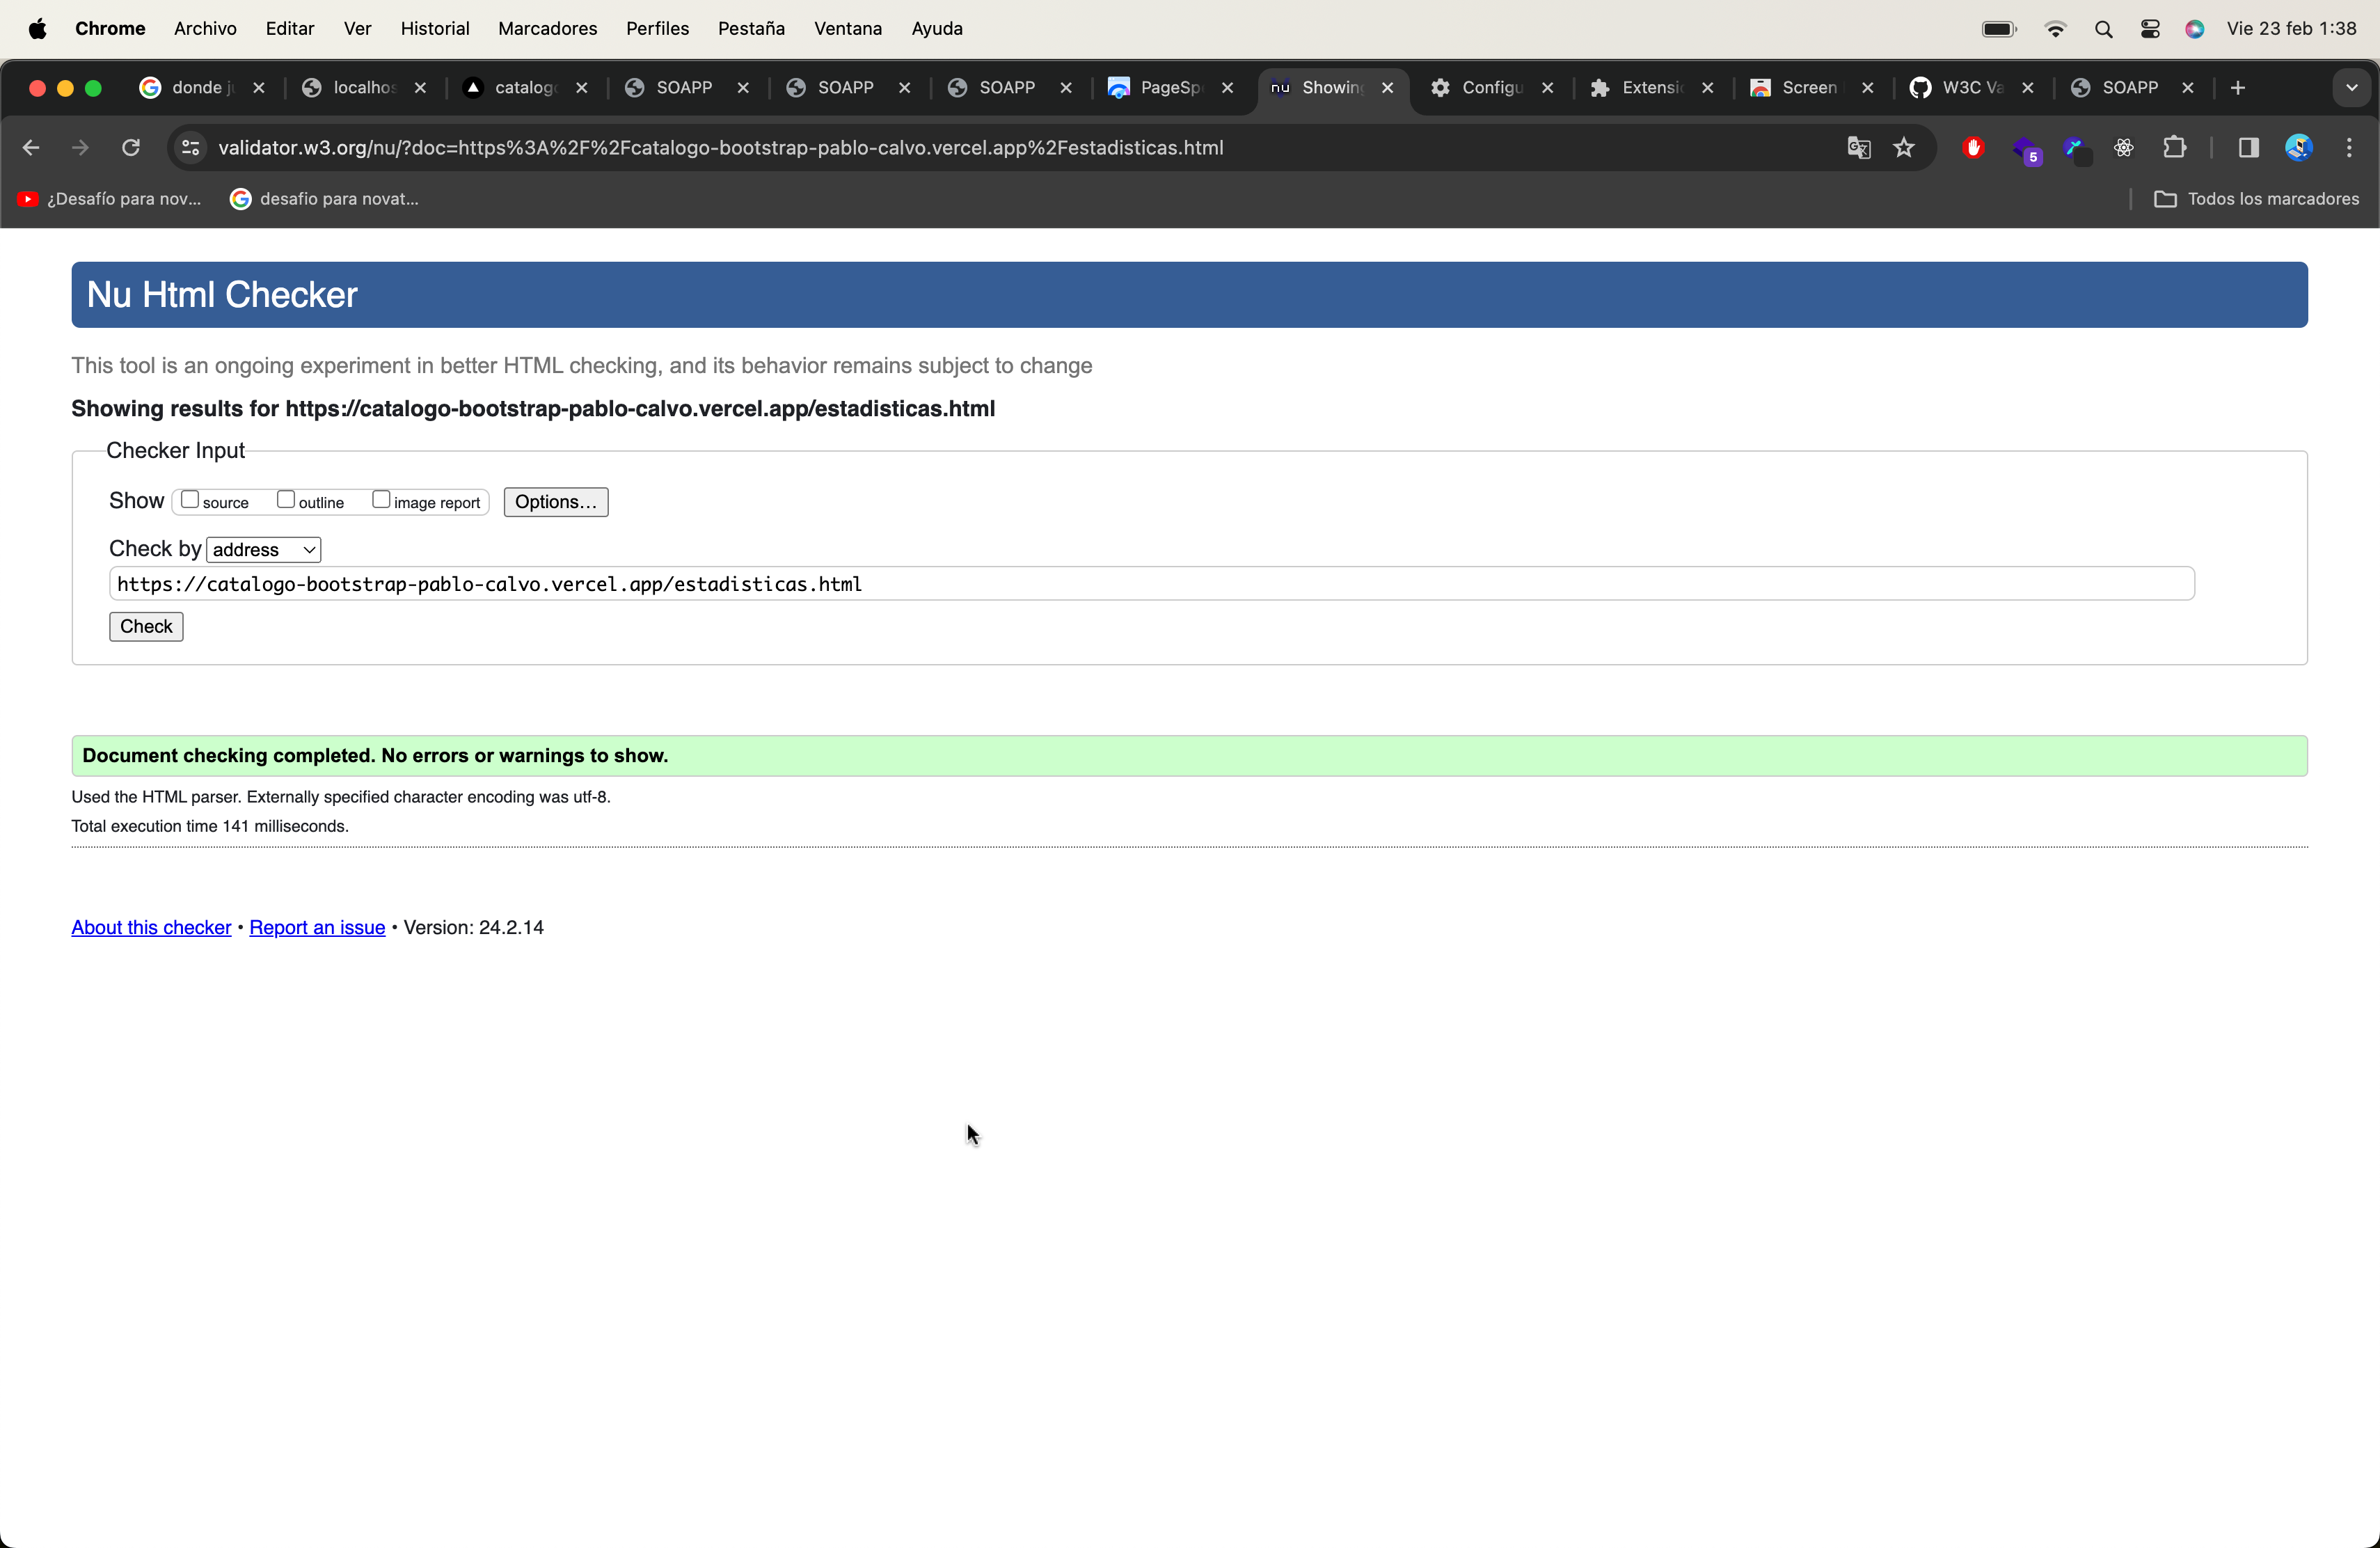 Chrome Archivo Editar Ver Historial Marcadores Perfiles Pestaña Ventana Ayuda Vie 23 feb 1:38
donde localhos catalog SOAPP SOAPP SOAPP PageSp nu Showing Configu Extensi Screen W3C Va SOAPP
validator.w3.org/nu/?doc=https%3A%2F%2Fcatalogo-bootstrap-pablo-calvo.vercel.app%2Festadisticas.html 5
¿Desafío para nov... desafio para novat... Todos los marcadores
Nu Html Checker
This tool is an ongoing experiment in better HTML checking, and its behavior remains subject to change
Showing results for https://catalogo-bootstrap-pablo-calvo.vercel.app/estadisticas.html
Checker Input
Show source outline image report Options...
Check by address
https://catalogo-bootstrap-pablo-calvo.vercel.app/estadisticas.html
Check
Document checking completed. No errors or warnings to show.
Used the HTML parser. Externally specified character encoding was utf-8.
Total execution time 141 milliseconds.
About this checker • Report an issue • Version: 24.2.14